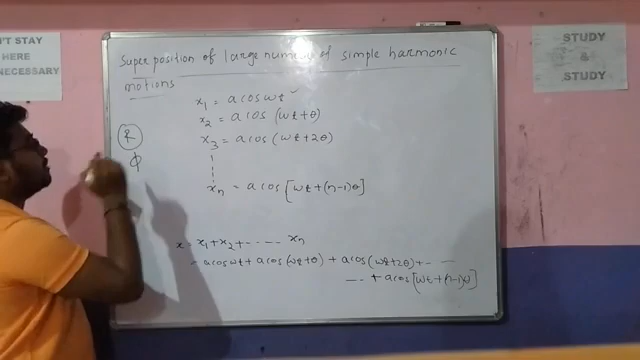 N'T STAY
HERE
NECESSARY
STUDY
&
STUDY
Super position of large number of simple harmonic
motions
x₁ = a cos ωt
x₂ = a cos (ωt+θ)
x₃ = a cos (ωt+2θ)
xₙ = a cos [ωt+(n-1)θ]
R
φ
x = x₁+x₂+ - - - - xₙ
= a cos ωt + a cos (ωt+θ) + a cos (ωt+2θ) + - - -
- - - + a cos [ωt+(n-1)θ]